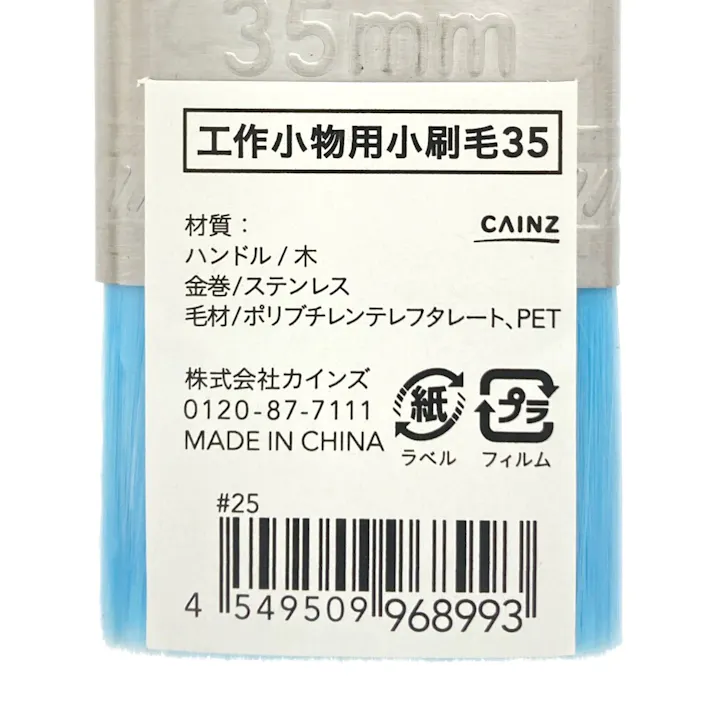 35mm
工作小物用小刷毛35
材質：
CAINZ
ハンドル/木
金巻/ステンレス
毛材/ポリブチレンテレフタレート、PET
株式会社カインズ
0120-87-7111
MADE IN CHINA
紙
ラベル
プラ
フィルム
#25
4 549509 968993